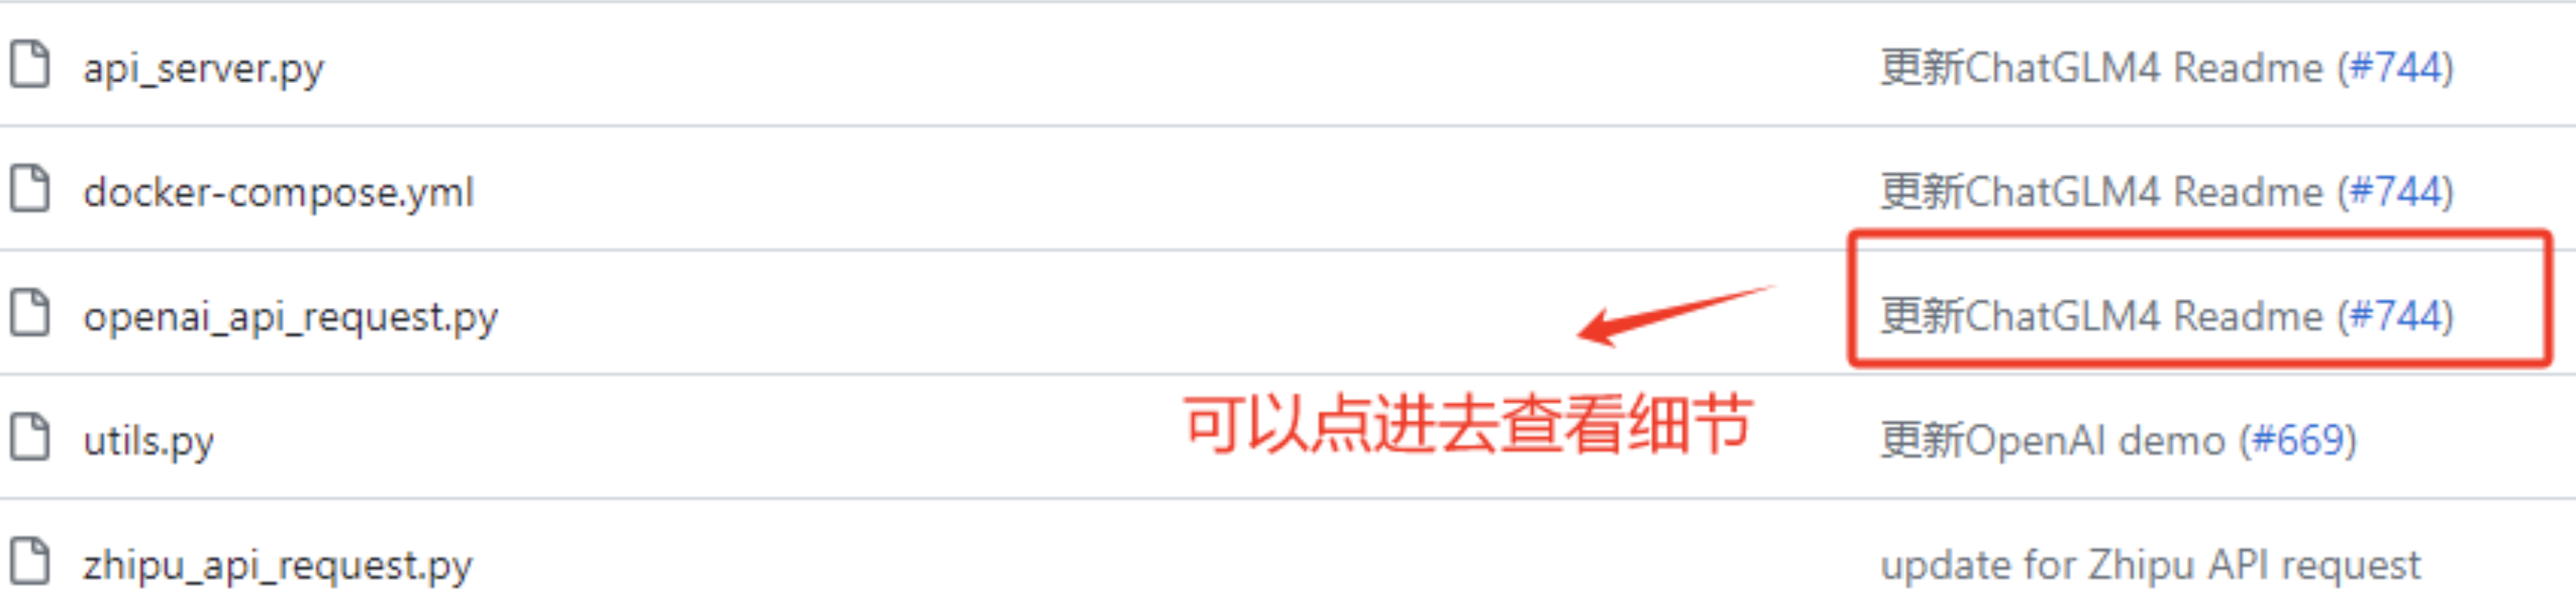 api_server.py 更新ChatGLM4 Readme (#744)
docker-compose.yml 更新ChatGLM4 Readme (#744)
openai_api_request.py 更新ChatGLM4 Readme (#744)
可以点进去查看细节
utils.py 更新OpenAI demo (#669)
zhipu_api_request.py update for Zhipu API request